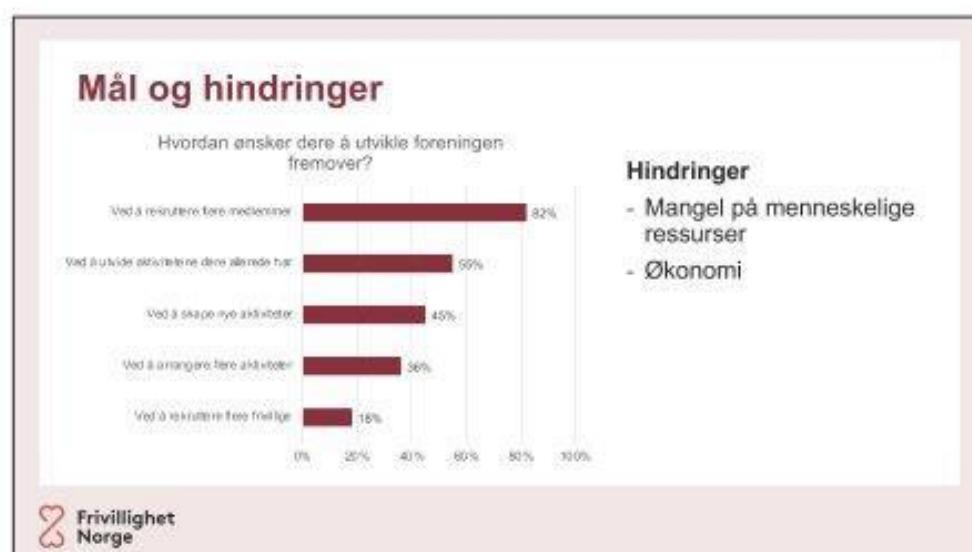 Mål og hindringer
Hvordan ønsker dere å utvikle foreningen
fremover?
Ved å rekruttere flere medlemmer
82%
Ved å utvide aktivitetene dere allerede har
55%
Ved å skape nye aktiviteter
45%
Ved å arrangere flere aktiviteter
36%
Ved å rekruttere flere frivillige
18%
0% 20% 40% 60% 80% 100%
Hindringer
- Mangel på menneskelige
ressurser
- Økonomi
Frivillighet
Norge